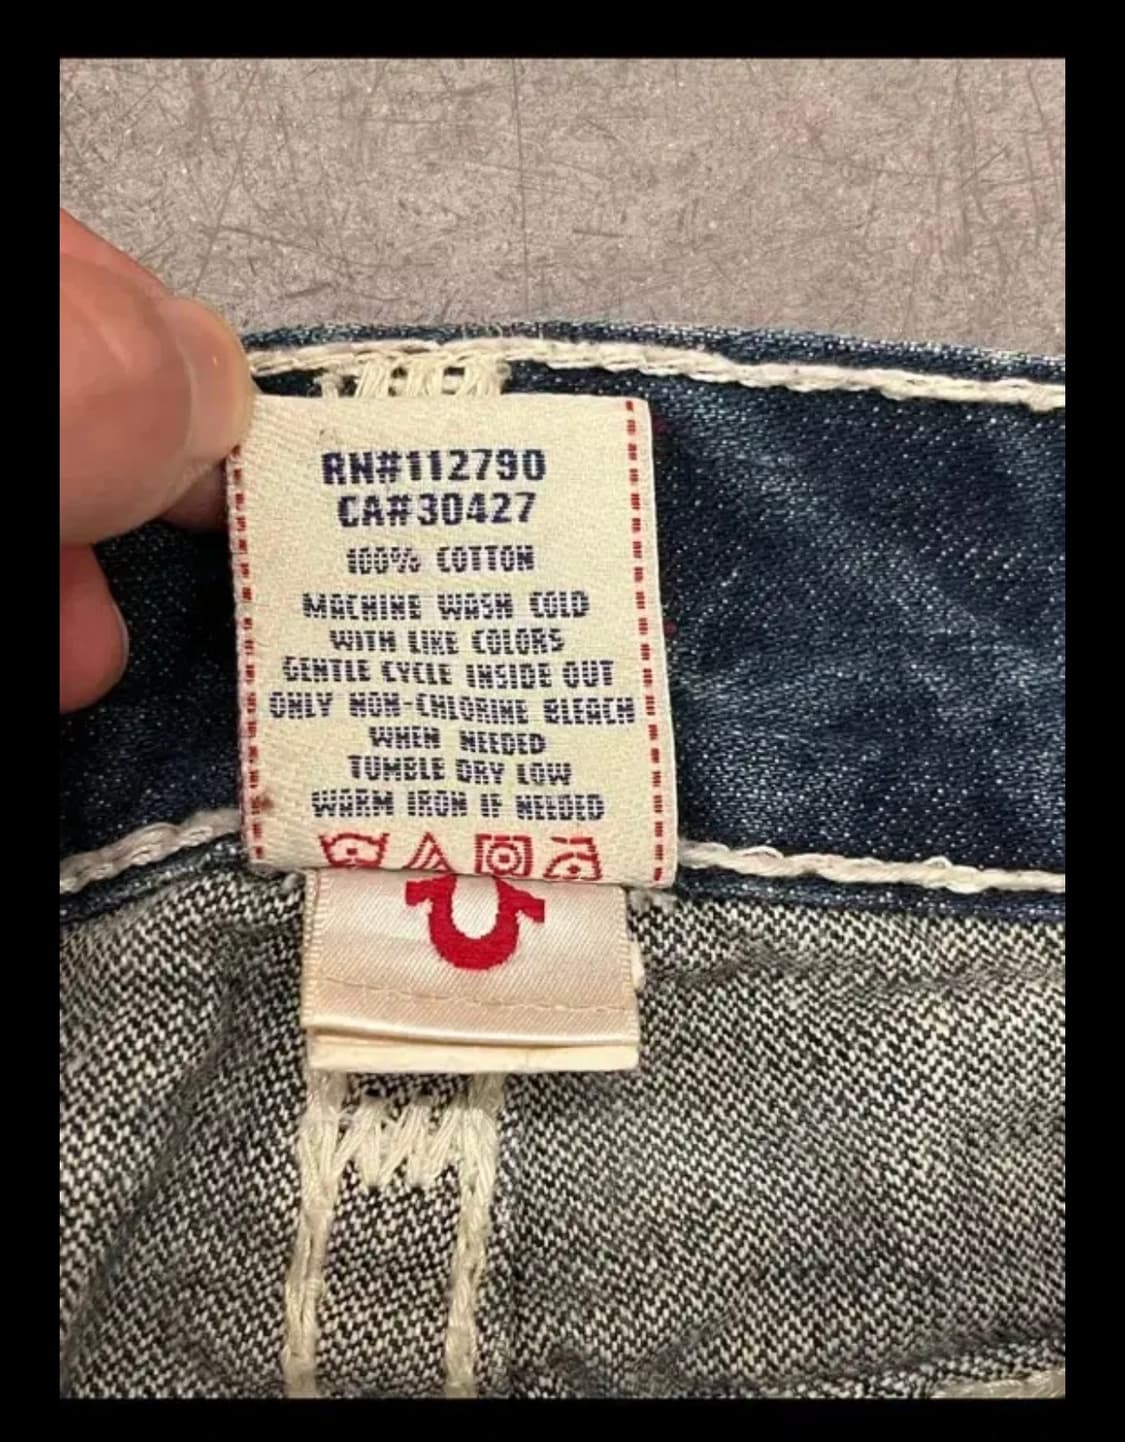 RN#112790
CA#30427
100% COTTON
MACHINE WASH COLD
WITH LIKE COLORS
GENTLE CYCLE INSIDE OUT
ONLY NON-CHLORINE BLEACH
WHEN NEEDED
TUMBLE DRY LOW
WARM IRON IF NEEDED